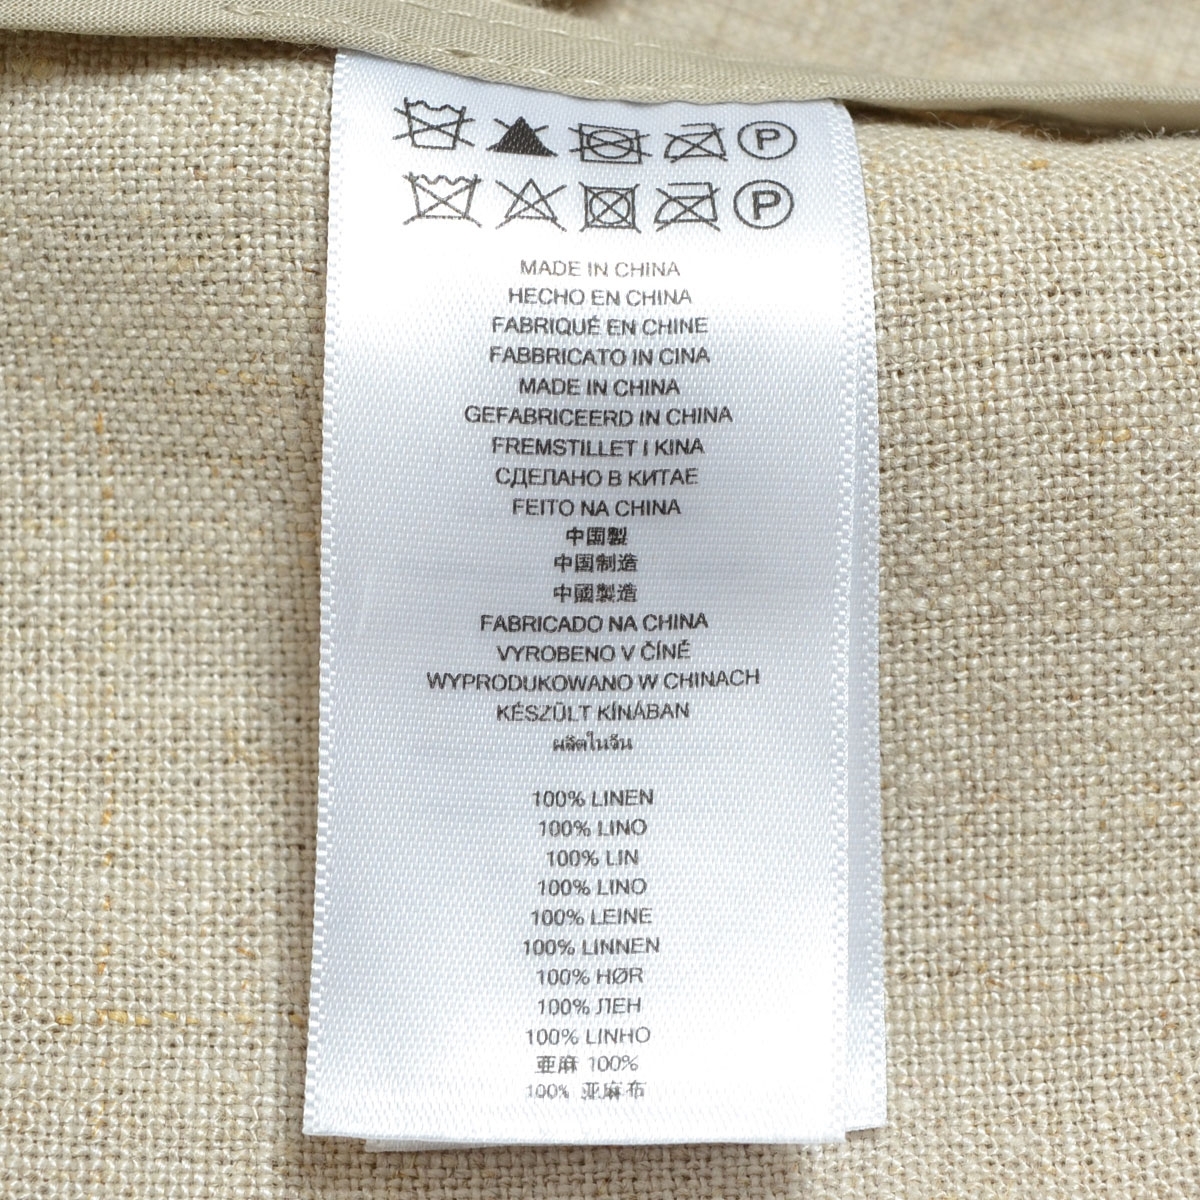 P
P
MADE IN CHINA
HECHO EN CHINA
FABRIQUÉ EN CHINE
FABBRICATO IN CINA
MADE IN CHINA
GEFABRICEERD IN CHINA
FREMSTILLET I KINA
СДЕЛАНО В КИТАЕ
FEITO NA CHINA
中国製
中国制造
中國製造
FABRICADO NA CHINA
VYROBENO V ČÍNĚ
WYPRODUKOWANO W CHINACH
KÉSZÜLT KÍNÁBAN
ผลิตในจีน
100% LINEN
100% LINO
100% LIN
100% LINO
100% LEINE
100% LINNEN
100% HØR
100% ЛЕН
100% LINHO
亜麻 100%
100% 亚麻布